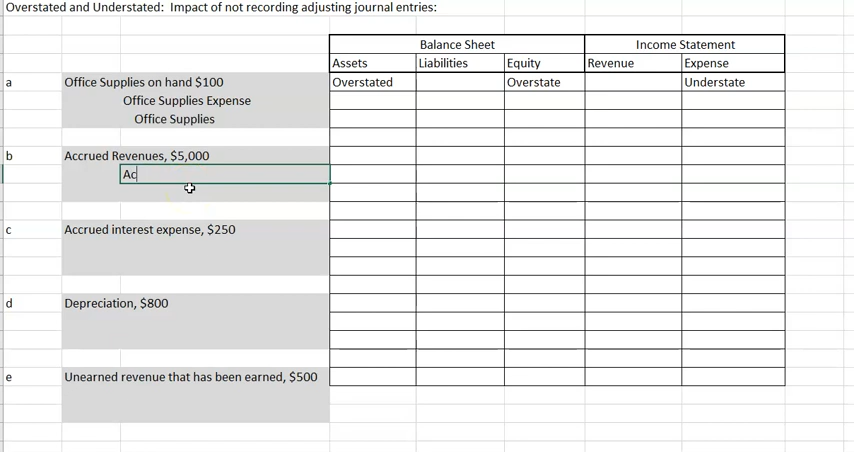 Overstated and Understated: Impact of not recording adjusting journal entries:
Balance Sheet Income Statement
Assets Liabilities Equity Revenue Expense
a Office Supplies on hand $100 Overstated Overstate Understate
Office Supplies Expense
Office Supplies
b Accrued Revenues, $5,000
Ac
c Accrued interest expense, $250
d Depreciation, $800
e Unearned revenue that has been earned, $500